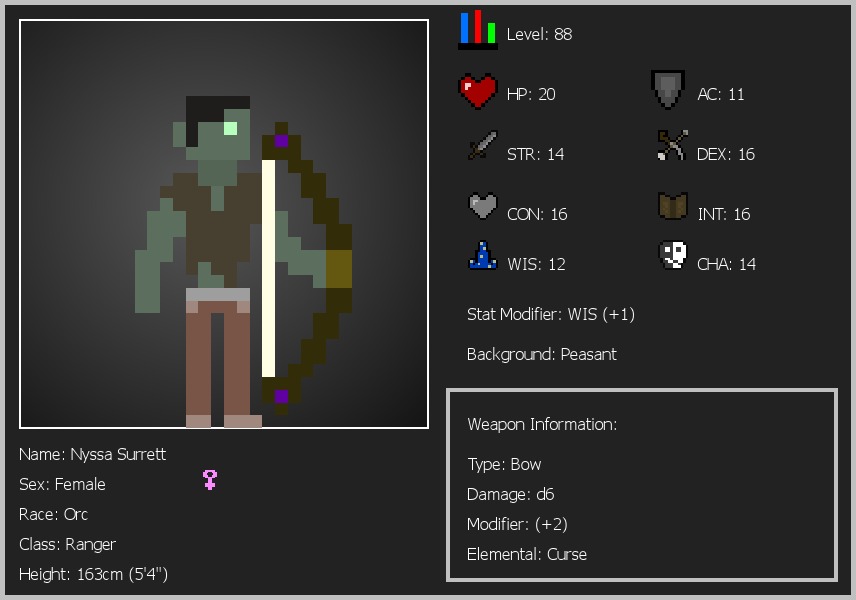 Level: 88
HP: 20
AC: 11
STR: 14
DEX: 16
CON: 16
INT: 16
WIS: 12
CHA: 14
Stat Modifier: WIS (+1)
Background: Peasant
Weapon Information:
Type: Bow
Damage: d6
Modifier: (+2)
Elemental: Curse
Name: Nyssa Surrett
Sex: Female
Race: Orc
Class: Ranger
Height: 163cm (5'4")